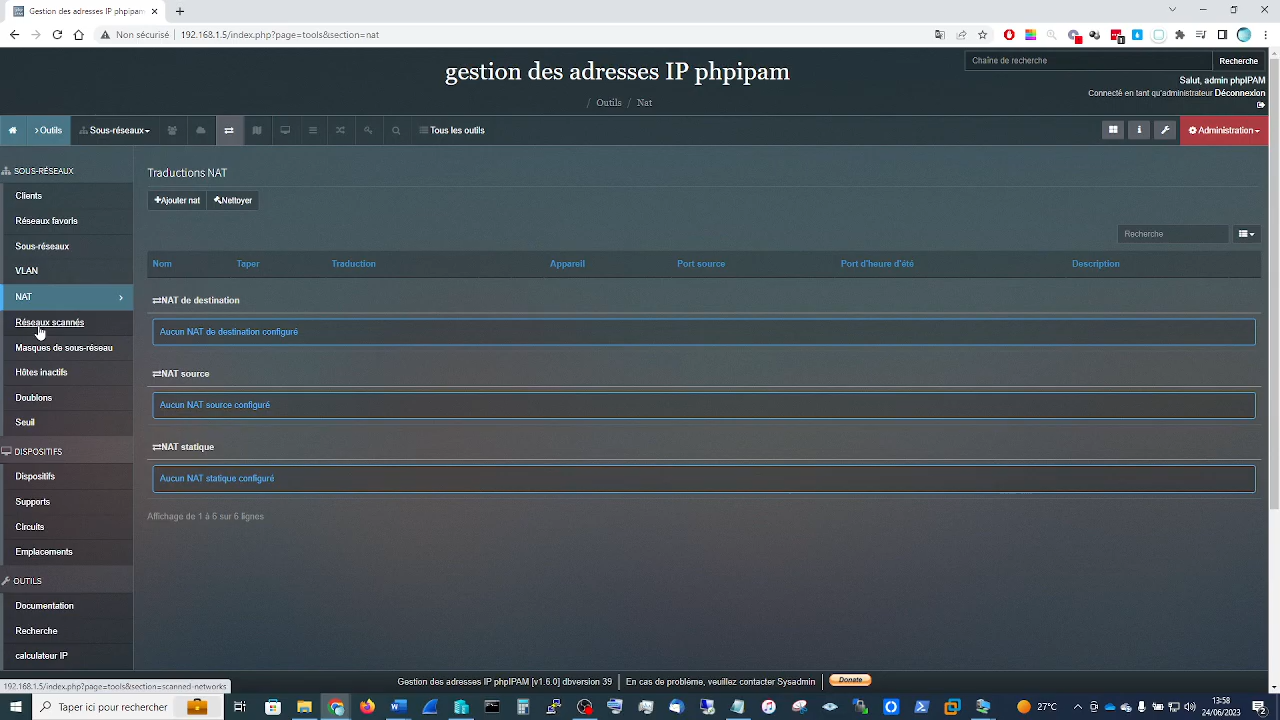 Gestion des adresses IP phpipam
Non sécurisé
192.168.1.5/index.php?page=tools&section=nat
gestion des adresses IP phpipam
Chaîne de recherche
Recherche
Salut, admin phpIPAM
Connecté en tant qu'administrateur Déconnexion
/ Outils / Nat
Outils
Sous-réseaux
Tous les outils
Administration
SOUS-RÉSEAUX
Clients
Réseaux favoris
Sous-réseaux
VLAN
NAT
Réseaux scannés
Masques de sous-réseau
Hôtes inactifs
Doublons
Seuil
DISPOSITIFS
Dispositifs
Supports
Circuits
Emplacements
OUTILS
Documentation
Recherche
calculateur IP
Traductions NAT
Ajouter nat
Nettoyer
Recherche
Nom Taper Traduction Appareil Port source Port d'heure d'été Description
NAT de destination
Aucun NAT de destination configuré
NAT source
Aucun NAT source configuré
NAT statique
Aucun NAT statique configuré
Affichage de 1 à 6 sur 6 lignes
192.168.1.5/index.php?page=tools&section=scanned-networks
Gestion des adresses IP phpIPAM [v1.6.0] dbversion 39
En cas de problème, veuillez contacter Sysadmin
Donate
Taper ici pour rechercher
27°C
13:58
24/06/2023